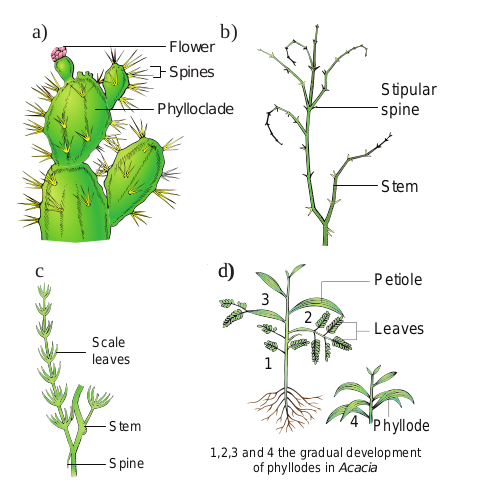 a)
Flower
Spines
Phylloclade
b)
Stipular
spine
Stem
c
Scale
leaves
Stem
Spine
d)
Petiole
3
2
Leaves
1
4
Phyllode
1,2,3 and 4 the gradual development
of phyllodes in Acacia